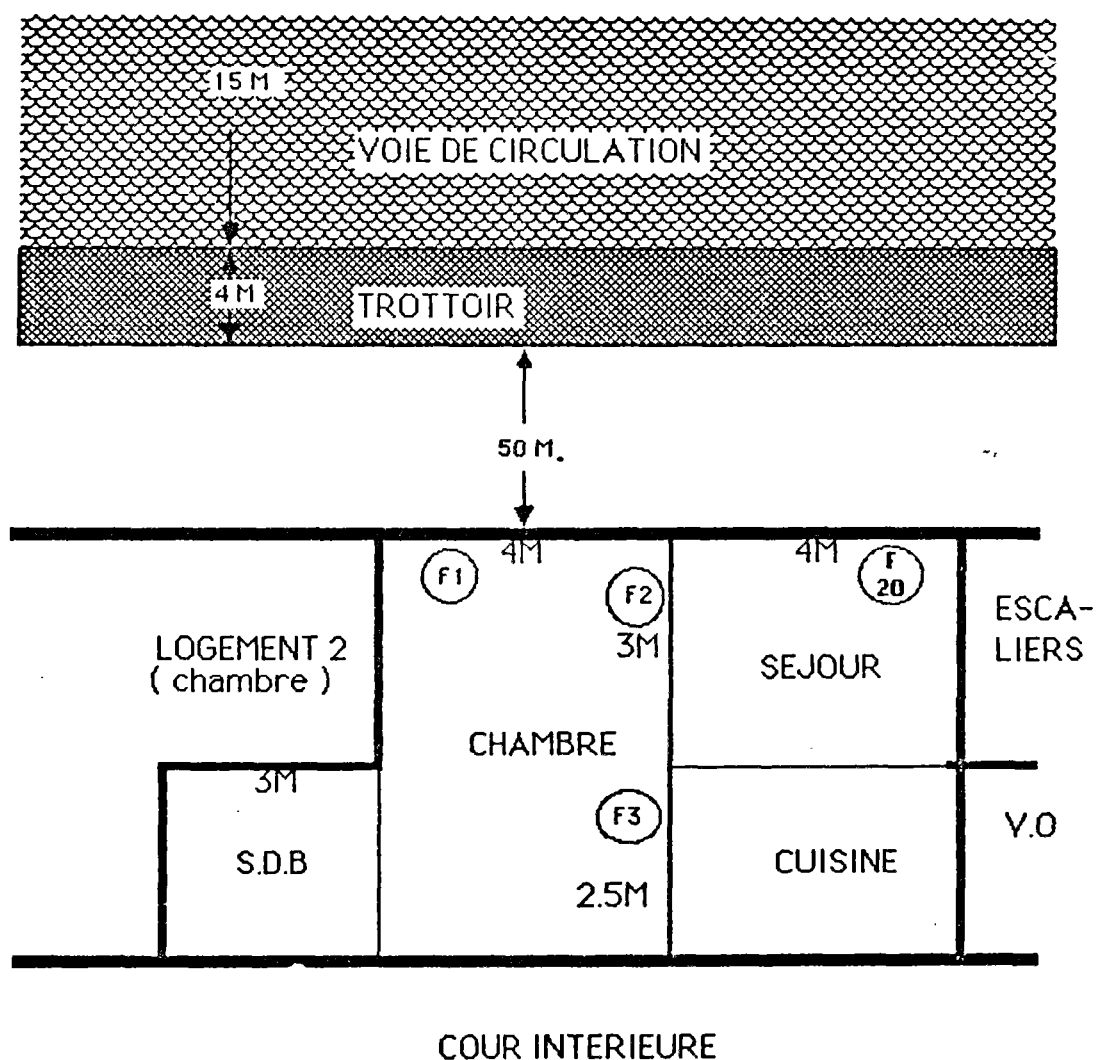 15 M
VOIE DE CIRCULATION
4 M
TROTTOIR
50 M.
4M
4M
F1
F2
F
20
3M
ESCA-
LIERS
LOGEMENT 2
( chambre )
SEJOUR
CHAMBRE
3M
F3
V.O
S.D.B
CUISINE
2.5M
COUR INTERIEURE